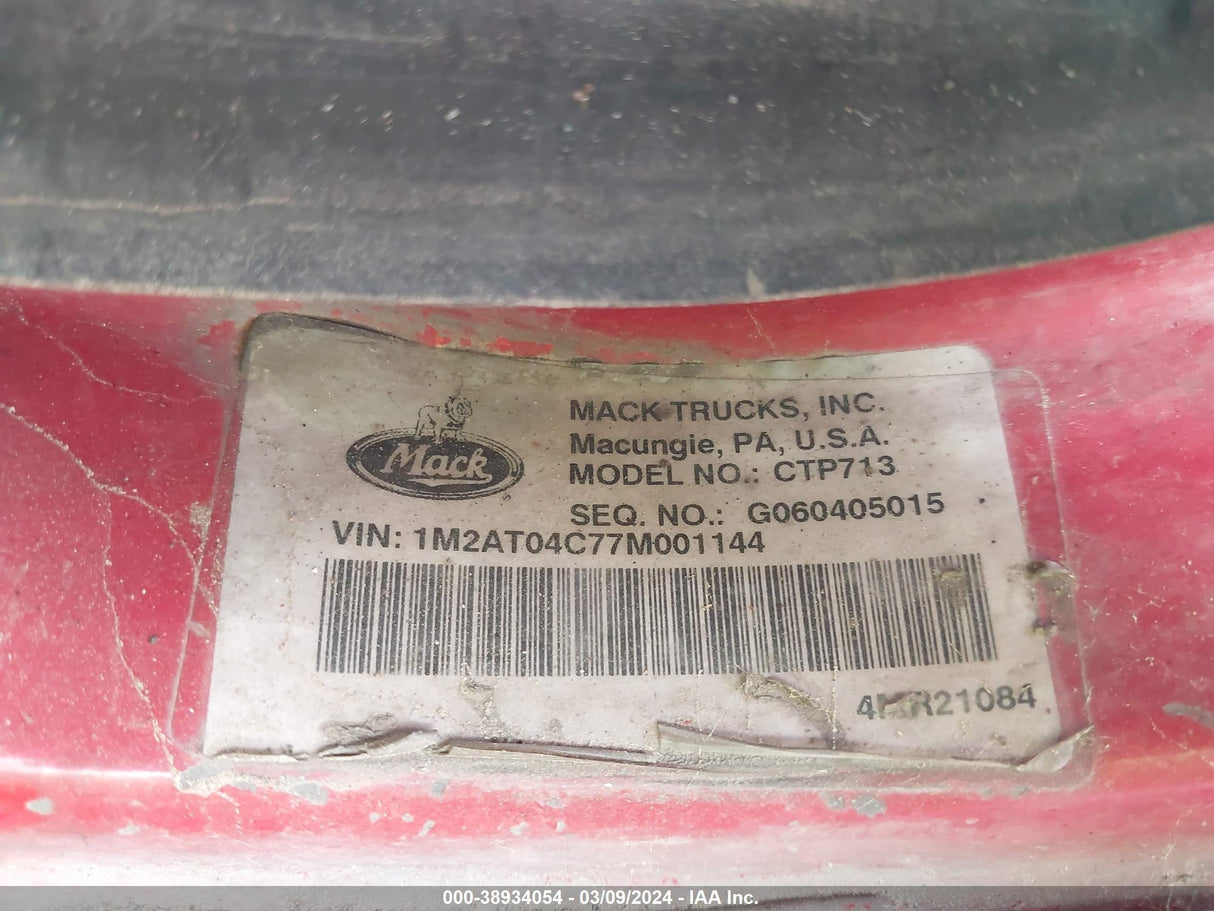 Mack
MACK TRUCKS, INC.
Macungie, PA, U.S.A.
MODEL NO.: CTP713
SEQ. NO.: G060405015
VIN: 1M2AT04C77M001144
000-38934054 - 03/09/2024 - IAA Inc.